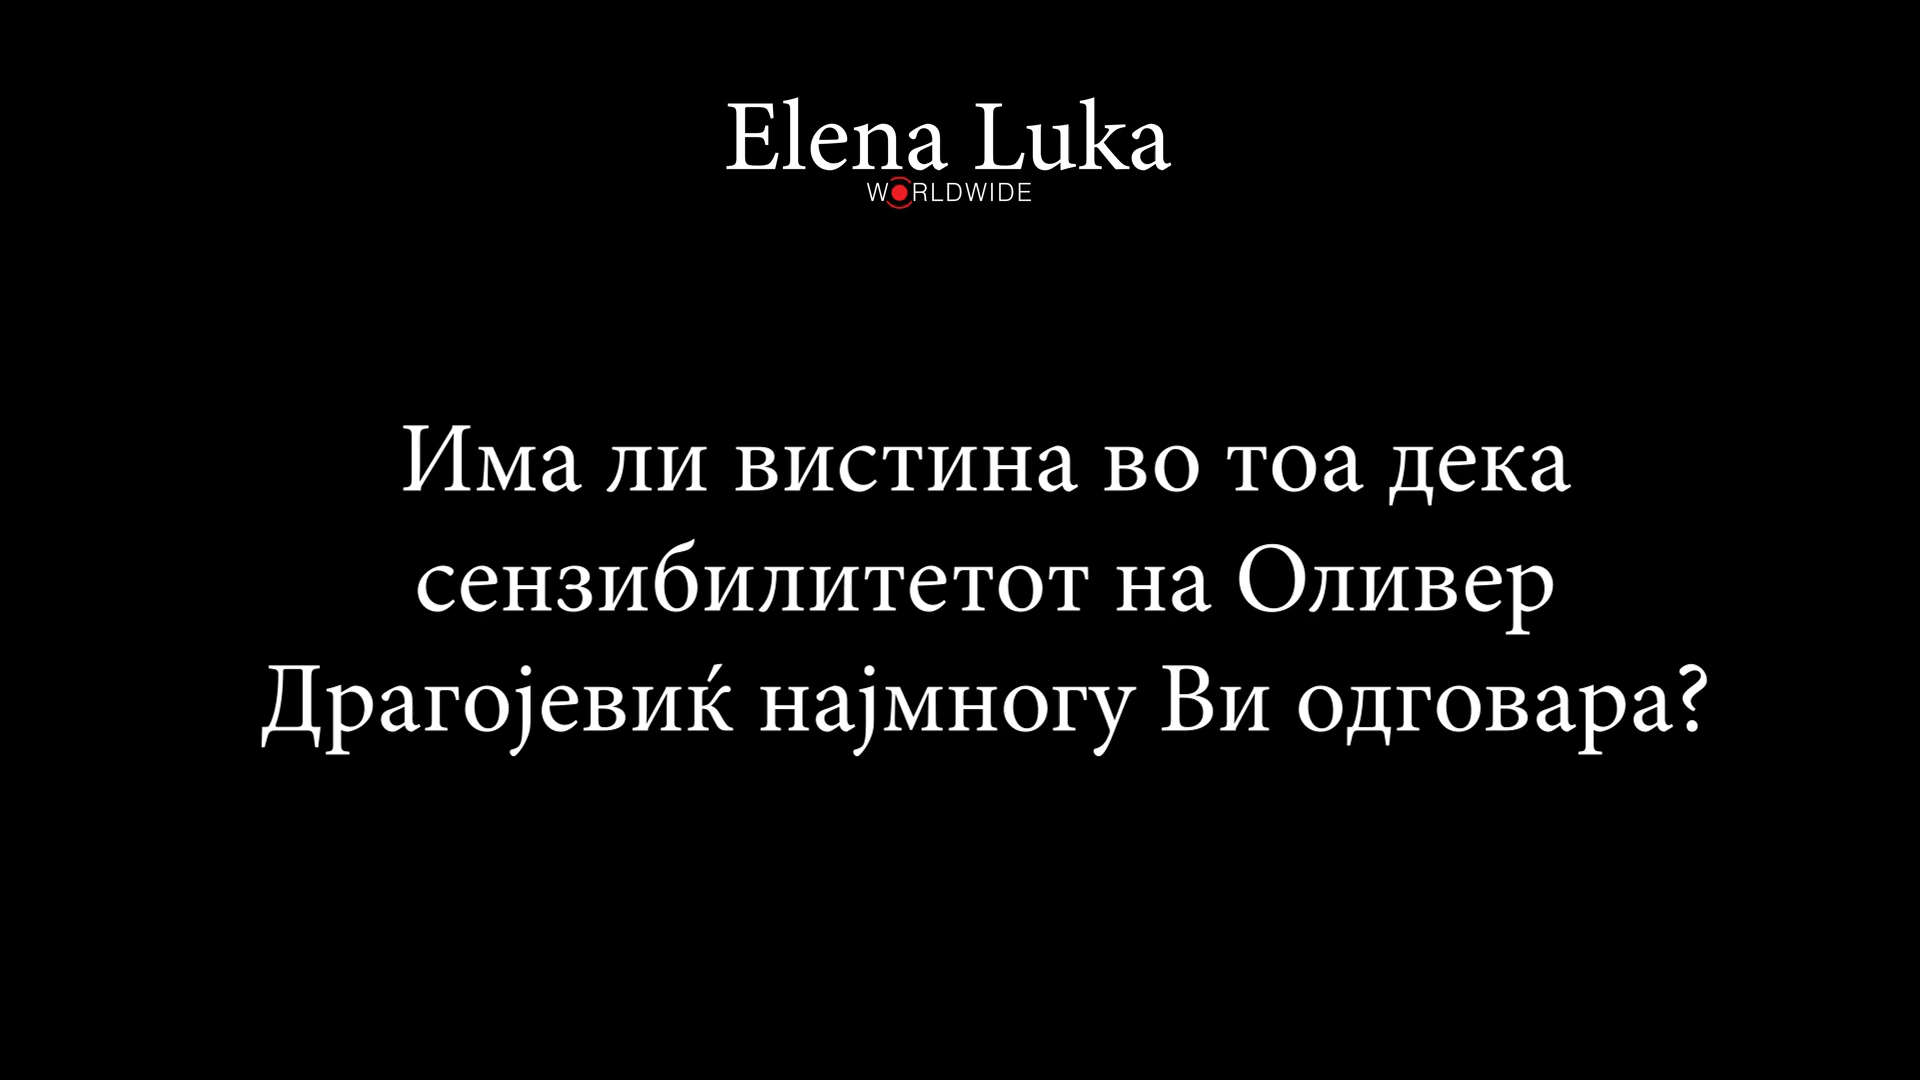 Elena Luka
WORLDWIDE
Има ли вистина во тоа дека
сензибилитетот на Оливер
Драгојевиќ најмногу Ви одговара?